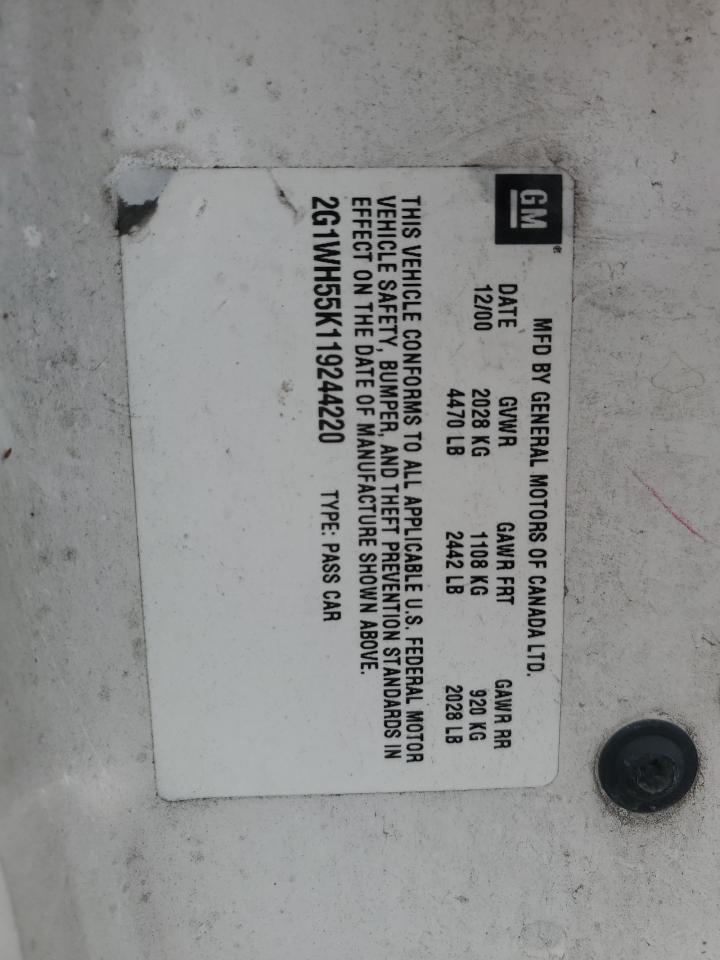 GM®
MFD BY GENERAL MOTORS OF CANADA LTD.
DATE GVWR GAWR FRT GAWR RR
12/00 2028 KG 1108 KG 920 KG
4470 LB 2442 LB 2028 LB
THIS VEHICLE CONFORMS TO ALL APPLICABLE U.S. FEDERAL MOTOR
VEHICLE SAFETY, BUMPER, AND THEFT PREVENTION STANDARDS IN
EFFECT ON THE DATE OF MANUFACTURE SHOWN ABOVE.
2G1WH55K119244220 TYPE: PASS CAR